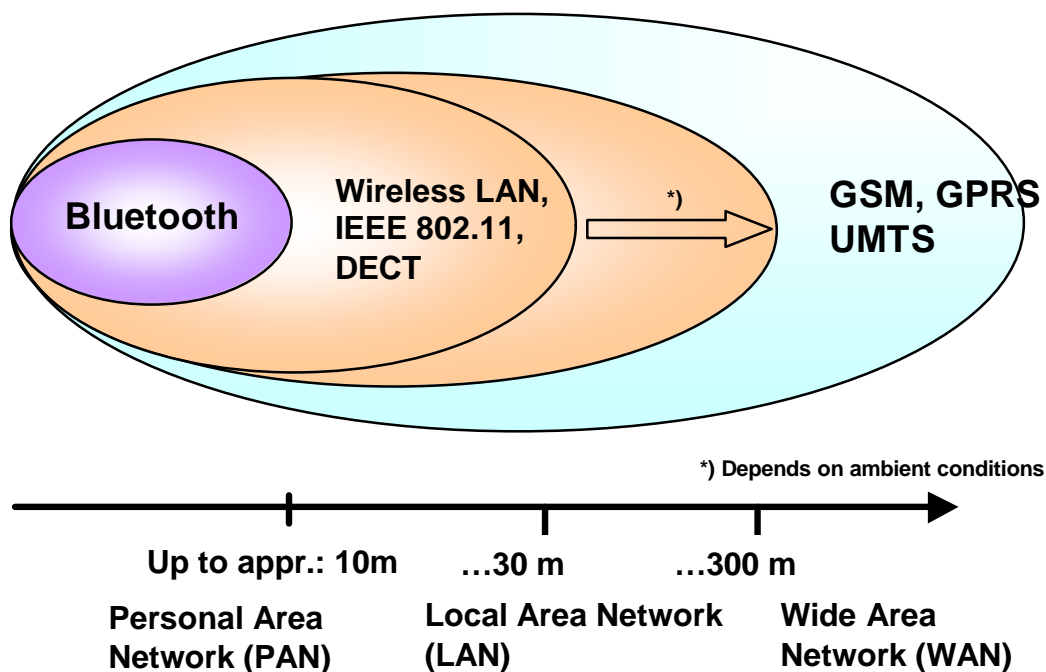 Bluetooth
Wireless LAN,
IEEE 802.11,
DECT
*)
GSM, GPRS
UMTS
*) Depends on ambient conditions
Up to appr.: 10m
…30 m
…300 m
Personal Area
Network (PAN)
Local Area Network
(LAN)
Wide Area
Network (WAN)